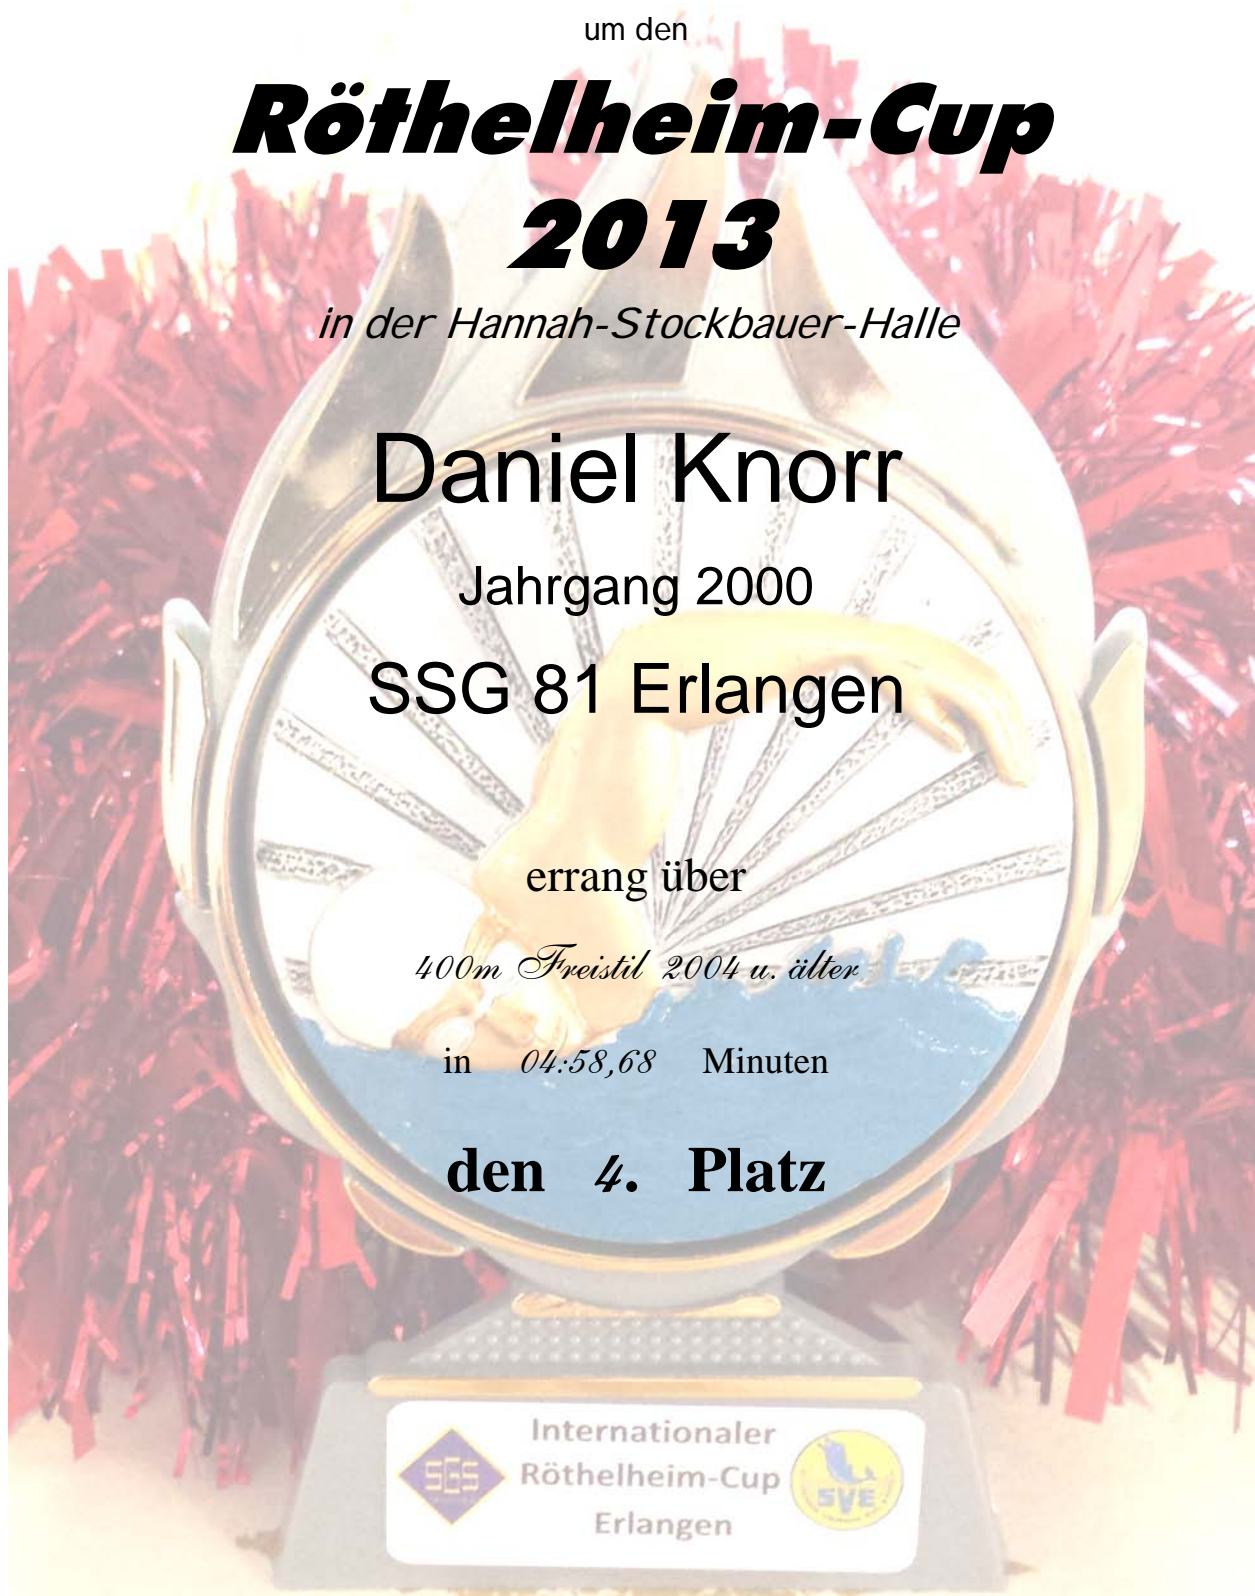 um den
Röthelheim-Cup
2013
in der Hannah-Stockbauer-Halle
Daniel Knorr
Jahrgang 2000
SSG 81 Erlangen
errang über
400m Freistil 2004 u. älter
in 04:58,68 Minuten
den 4. Platz
Internationaler
SGS Röthelheim-Cup SVE
Erlangen